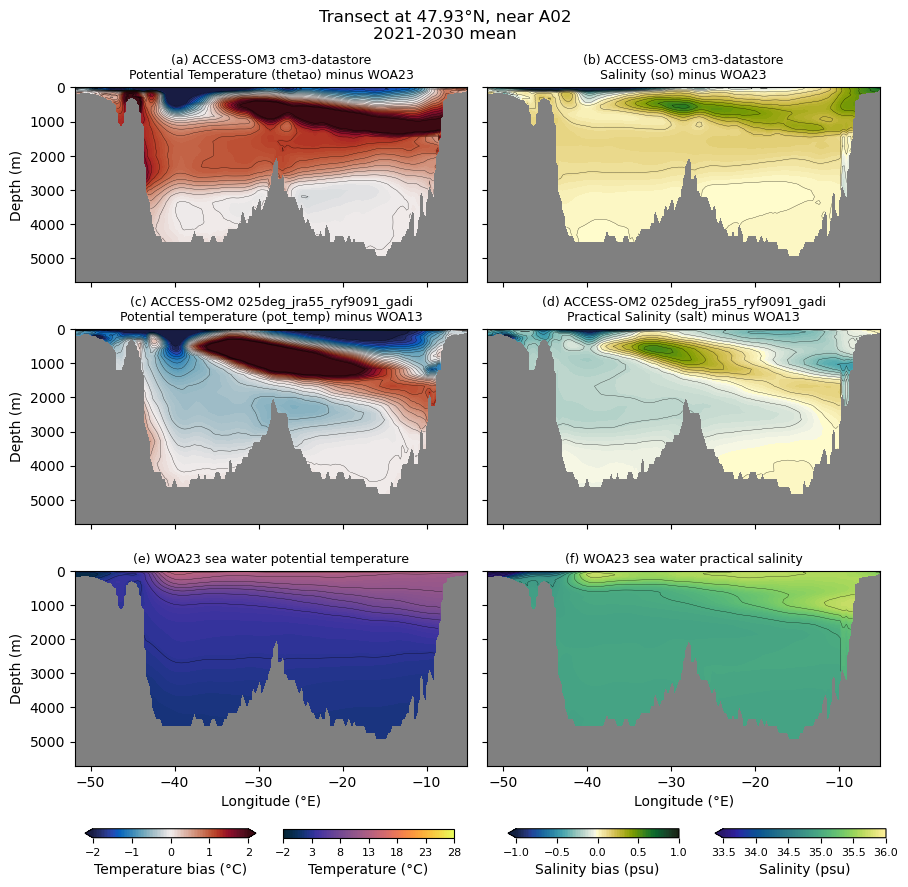 Transect at 47.93°N, near A02
2021-2030 mean
(a) ACCESS-OM3 cm3-datastore
Potential Temperature (thetao) minus WOA23
(b) ACCESS-OM3 cm3-datastore
Salinity (so) minus WOA23
0
1000
2000
3000
4000
5000
Depth (m)
(c) ACCESS-OM2 025deg_jra55_ryf9091_gadi
Potential temperature (pot_temp) minus WOA13
(d) ACCESS-OM2 025deg_jra55_ryf9091_gadi
Practical Salinity (salt) minus WOA13
0
1000
2000
3000
4000
5000
Depth (m)
(e) WOA23 sea water potential temperature
(f) WOA23 sea water practical salinity
0
1000
2000
3000
4000
5000
Depth (m)
−50 −40 −30 −20 −10
Longitude (°E)
−50 −40 −30 −20 −10
Longitude (°E)
−2 −1 0 1 2
Temperature bias (°C)
−2 3 8 13 18 23 28
Temperature (°C)
−1.0 −0.5 0.0 0.5 1.0
Salinity bias (psu)
33.5 34.0 34.5 35.0 35.5 36.0
Salinity (psu)